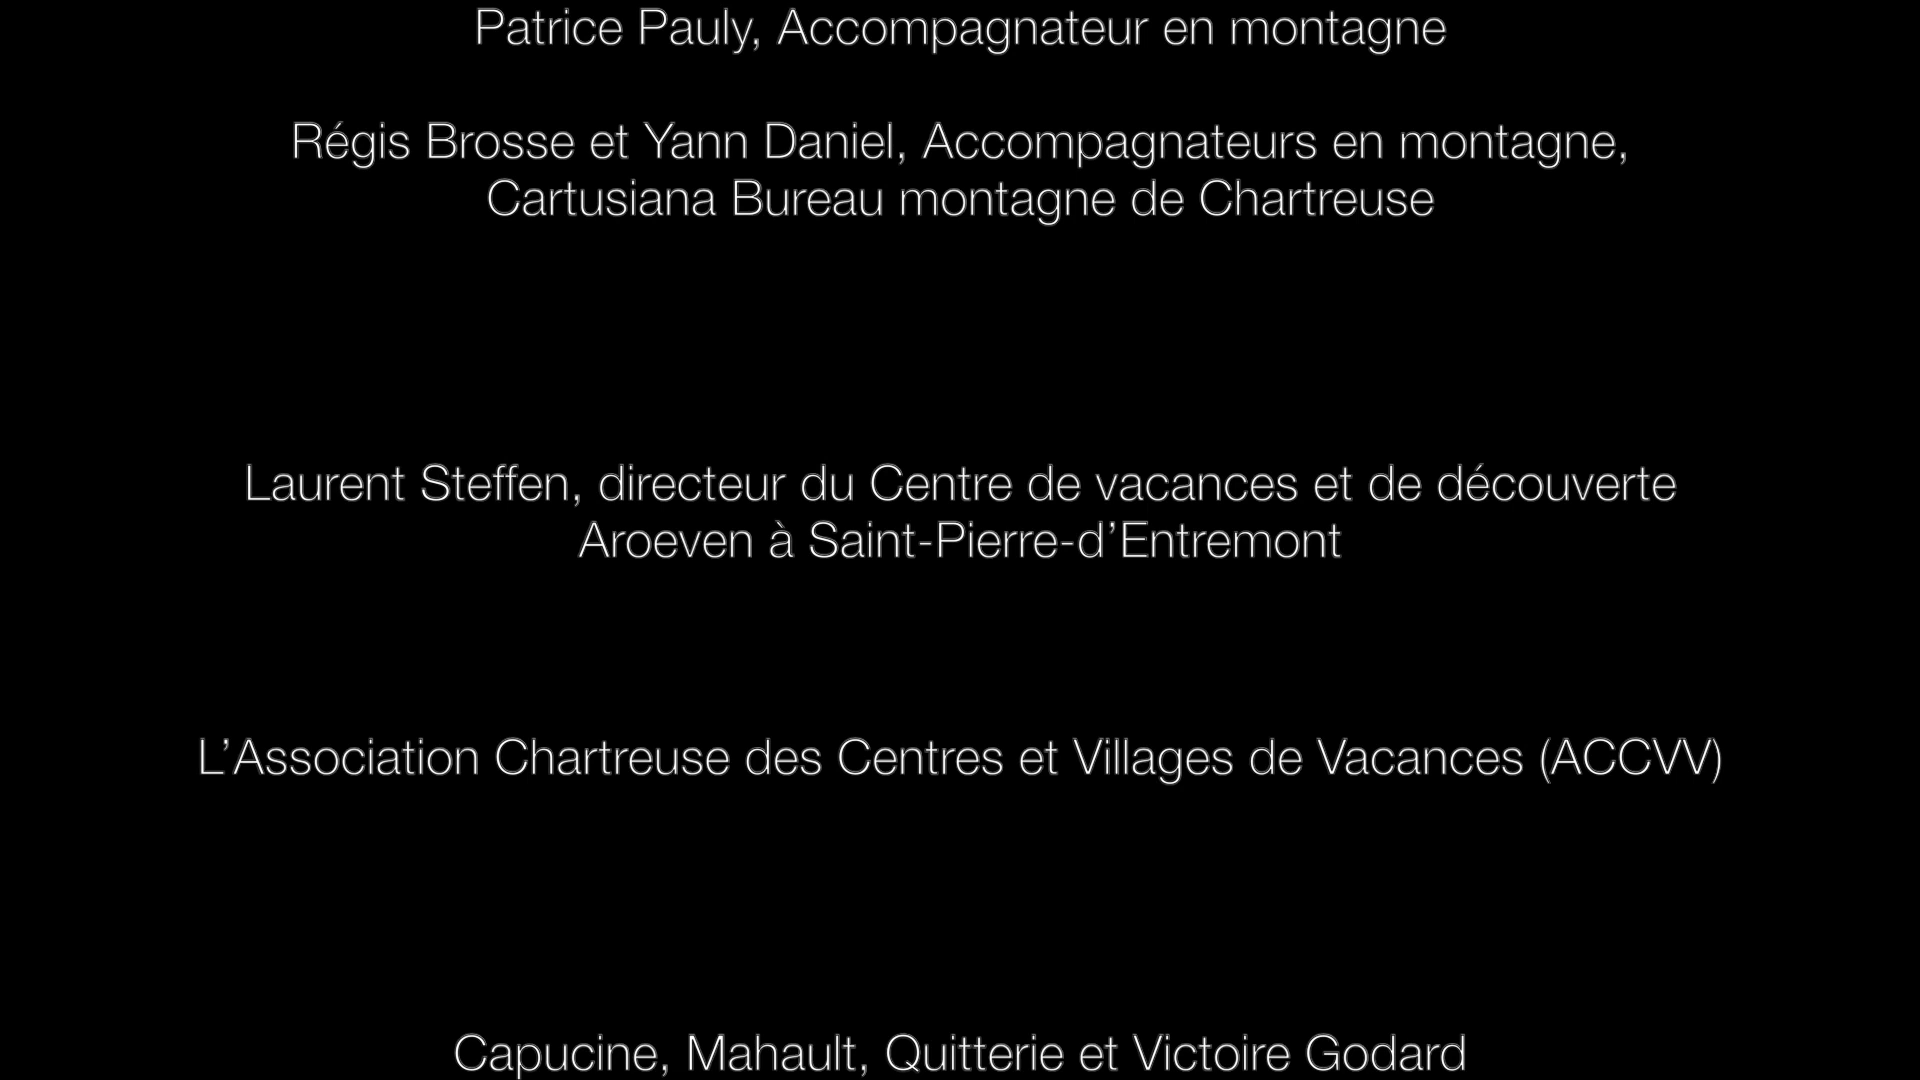 Patrice Pauly, Accompagnateur en montagne
Régis Brosse et Yann Daniel, Accompagnateurs en montagne,
Cartusiana Bureau montagne de Chartreuse
Laurent Steffen, directeur du Centre de vacances et de découverte
Aroeven à Saint-Pierre-d’Entremont
L’Association Chartreuse des Centres et Villages de Vacances (ACCVV)
Capucine, Mahault, Quitterie et Victoire Godard